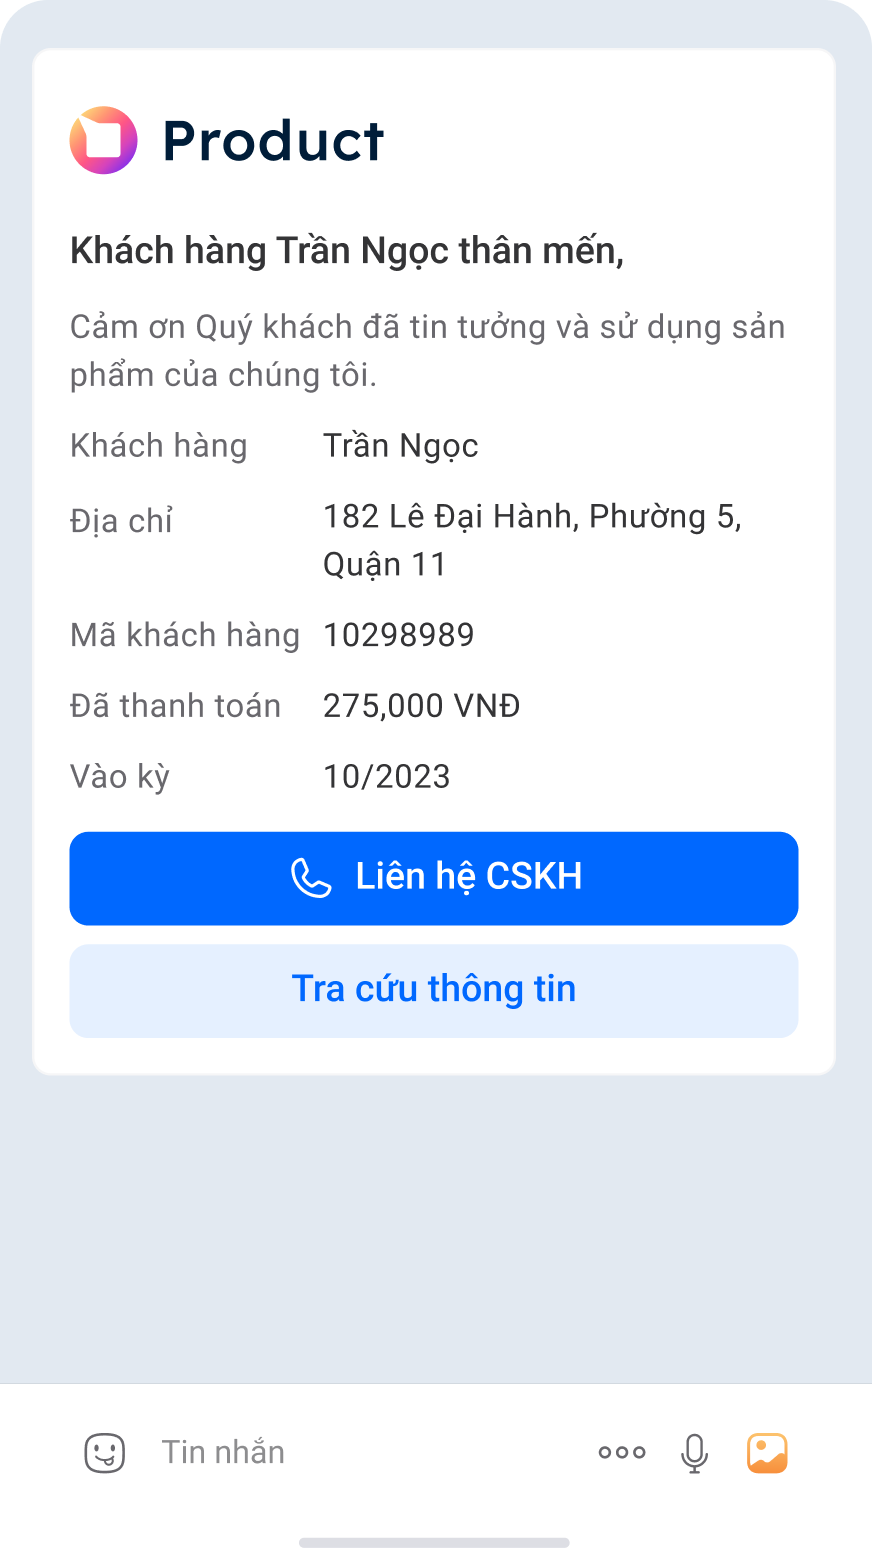 Product
Khách hàng Trần Ngọc thân mến,
Cảm ơn Quý khách đã tin tưởng và sử dụng sản
phẩm của chúng tôi.
Khách hàng Trần Ngọc
Địa chỉ 182 Lê Đại Hành, Phường 5,
Quận 11
Mã khách hàng 10298989
Đã thanh toán 275,000 VNĐ
Vào kỳ 10/2023
Liên hệ CSKH
Tra cứu thông tin
Tin nhắn